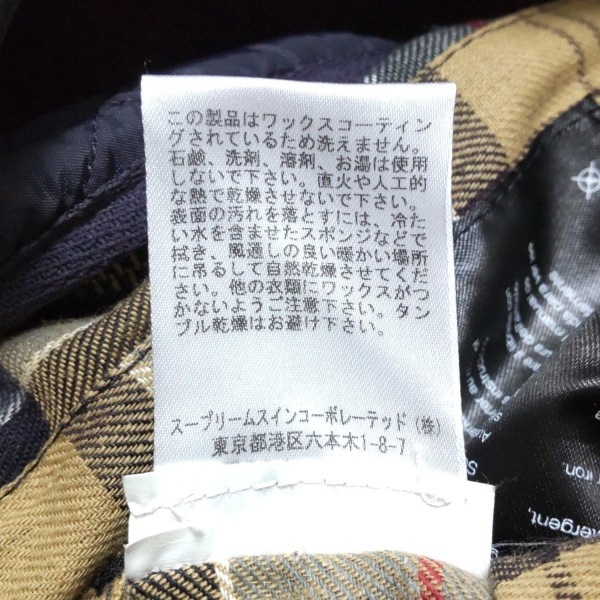 この製品はワックスコーティン
グされているため洗えません。
石鹸、洗剤、溶剤、お湯は使用
しないで下さい。直火や人工的
な熱で乾燥させないで下さい。
表面の汚れを落とすには、冷た
い水を含ませたスポンジなどで
拭き、風通しの良い暖かい場所
に吊るして自然乾燥させてくだ
さい。他の衣類にワックスがつ
かないようご注意下さい。タン
ブル乾燥はお避け下さい。
スープリームスインコーポレーテッド（株）
東京都港区六本木1-8-7
iron.